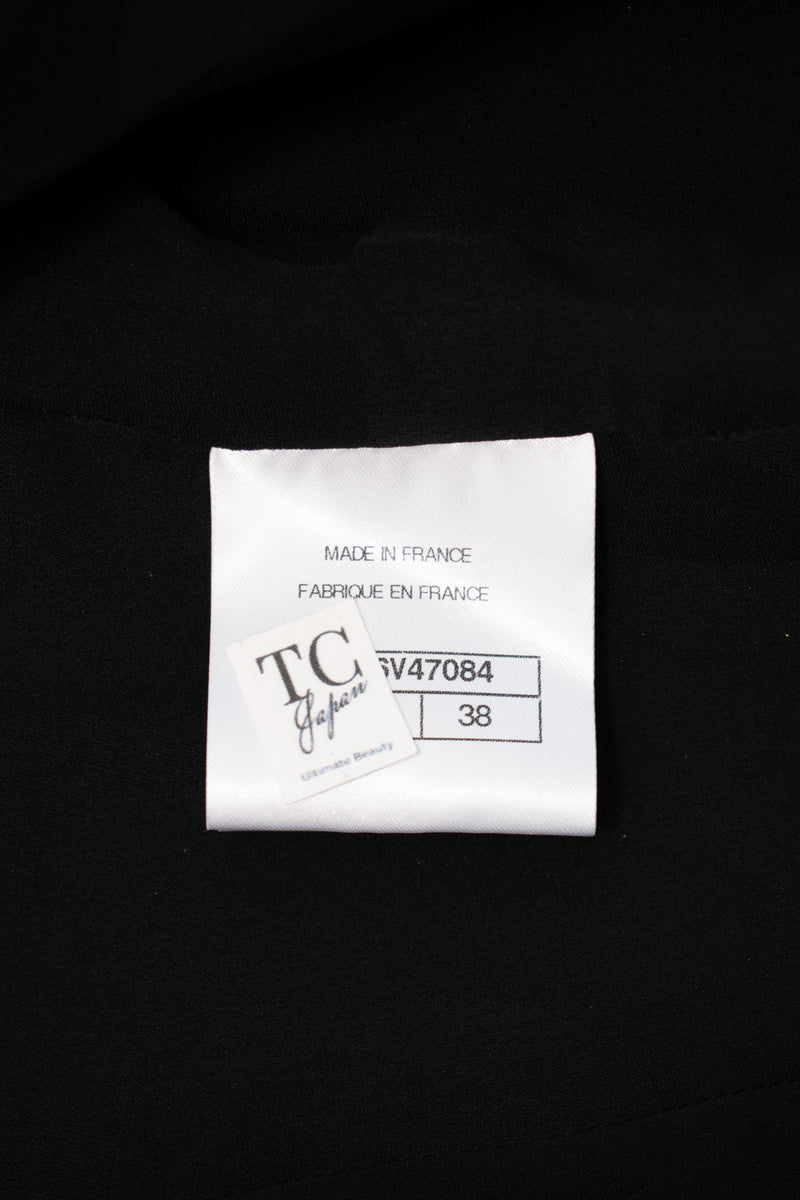 MADE IN FRANCE
FABRIQUE EN FRANCE
SV47084
38
TC
Japan
Ultimate Beauty